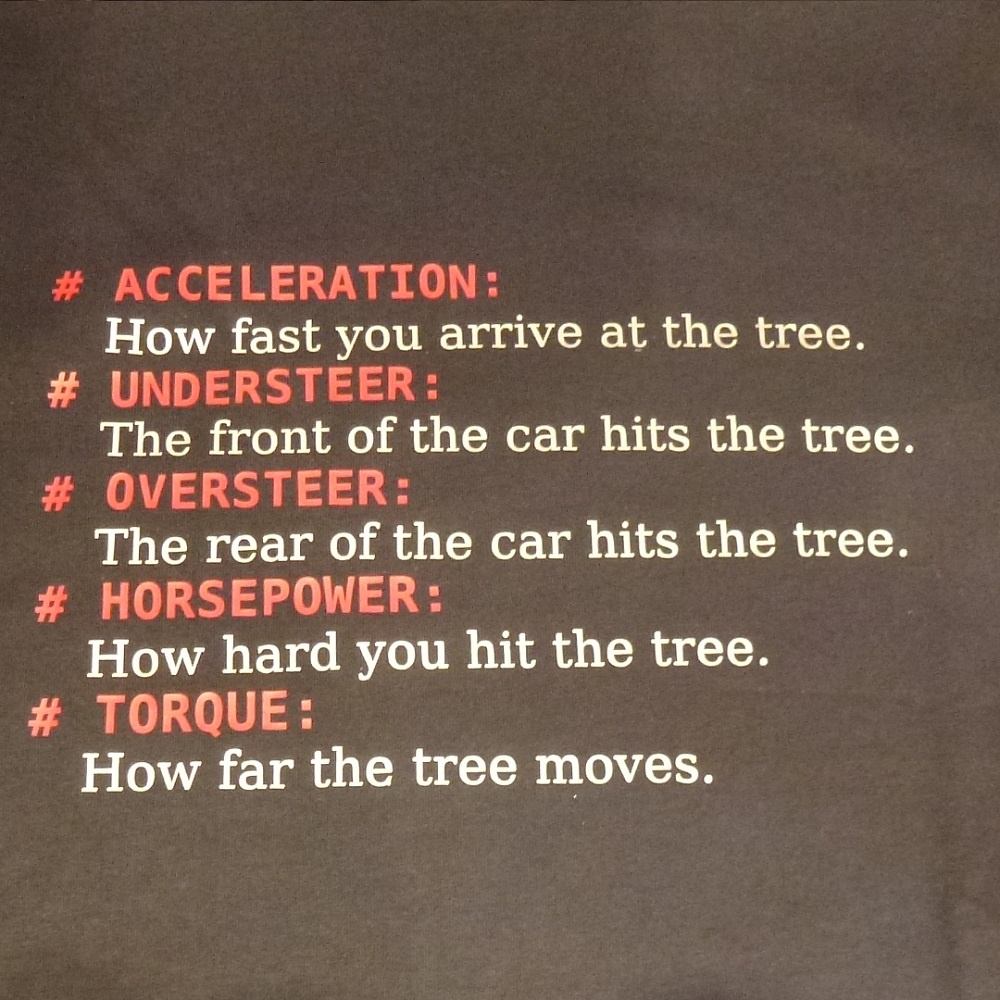 # ACCELERATION:
How fast you arrive at the tree.
# UNDERSTEER:
The front of the car hits the tree.
# OVERSTEER:
The rear of the car hits the tree.
# HORSEPOWER:
How hard you hit the tree.
# TORQUE:
How far the tree moves.